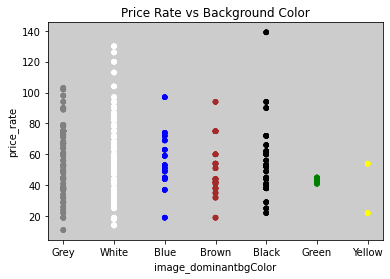 Price Rate vs Background Color
price_rate
140
120
100
80
60
40
20
Grey White Blue Brown Black Green Yellow
image_dominantbgColor